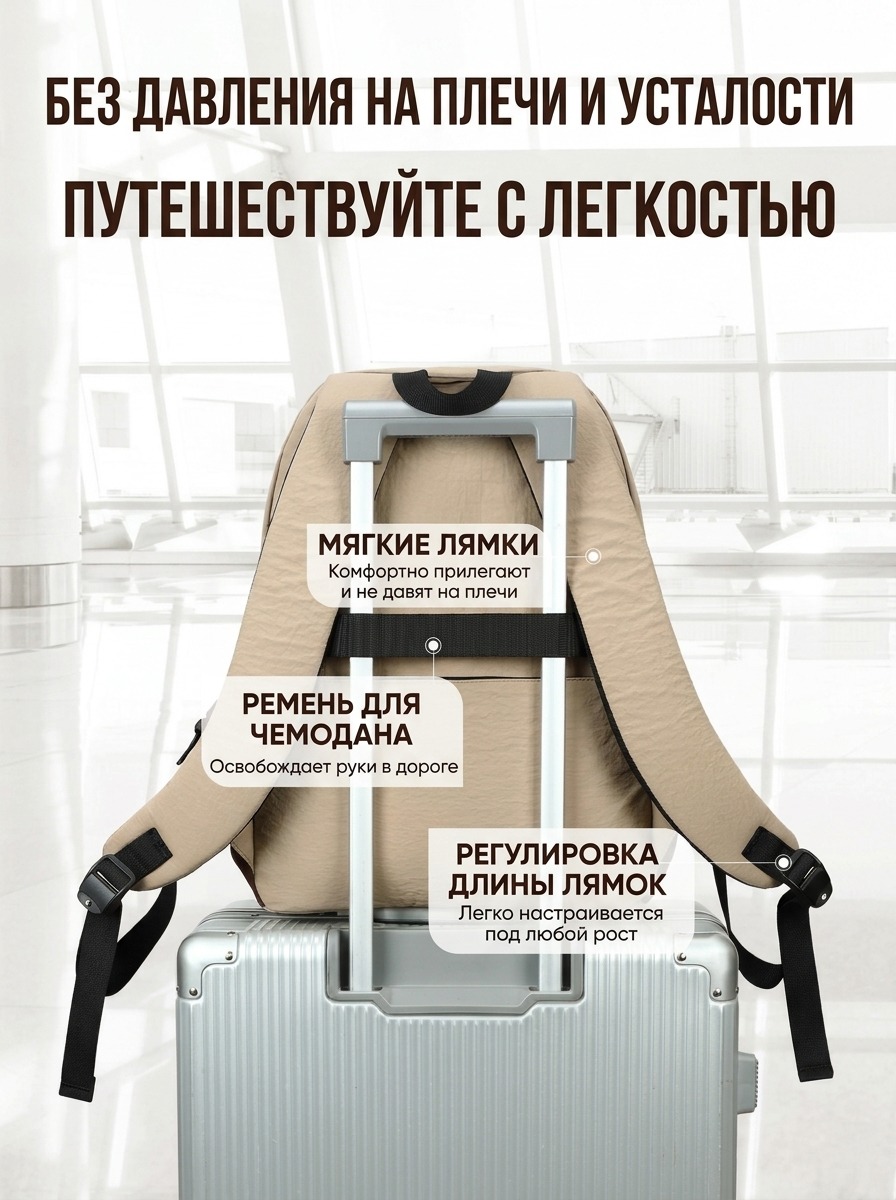 БЕЗ ДАВЛЕНИЯ НА ПЛЕЧИ И УСТАЛОСТИ
ПУТЕШЕСТВУЙТЕ С ЛЕГКОСТЬЮ
МЯГКИЕ ЛЯМКИ
Комфортно прилегают
и не давят на плечи
РЕМЕНЬ ДЛЯ
ЧЕМОДАНА
Освобождает руки в дороге
РЕГУЛИРОВКА
ДЛИНЫ ЛЯМОК
Легко настраивается
под любой рост